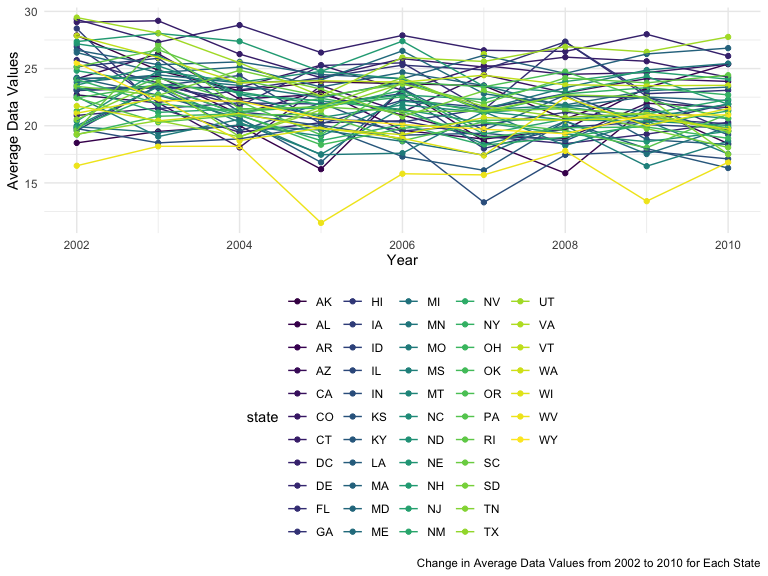 30
25
20
15
Average Data Values
2002
2004
2006
2008
2010
Year
state
AK HI MI NV UT
AL IA MN NY VA
AR ID MO OH VT
AZ IL MS OK WA
CA IN MT OR WI
CO KS NC PA WV
CT KY ND RI WY
DC LA NE SC
DE MA NH SD
FL MD NJ TN
GA ME NM TX
Change in Average Data Values from 2002 to 2010 for Each State